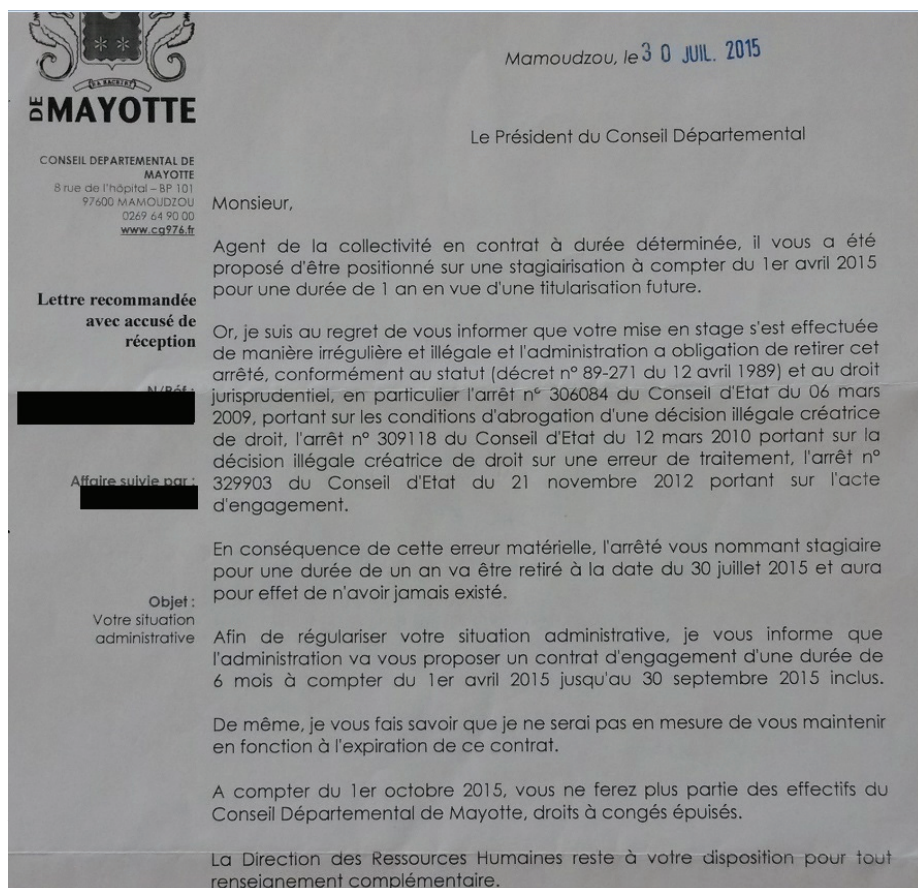 RA HACHIRI
DE MAYOTTE
CONSEIL DEPARTEMENTAL DE
MAYOTTE
8 rue de l'hôpital – BP 101
97600 MAMOUDZOU
0269 64 90 00
www.cg976.fr
Lettre recommandée
avec accusé de
réception
N/Réf :
Affaire suivie par :
Objet :
Votre situation
administrative
Mamoudzou, le 30 JUIL. 2015
Le Président du Conseil Départemental
Monsieur,
Agent de la collectivité en contrat à durée déterminée, il vous a été
proposé d'être positionné sur une stagiairisation à compter du 1er avril 2015
pour une durée de 1 an en vue d'une titularisation future.
Or, je suis au regret de vous informer que votre mise en stage s'est effectuée
de manière irrégulière et illégale et l'administration a obligation de retirer cet
arrêté, conformément au statut (décret n° 89-271 du 12 avril 1989) et au droit
jurisprudentiel, en particulier l'arrêt n° 306084 du Conseil d'Etat du 06 mars
2009, portant sur les conditions d'abrogation d'une décision illégale créatrice
de droit, l'arrêt n° 309118 du Conseil d'Etat du 12 mars 2010 portant sur la
décision illégale créatrice de droit sur une erreur de traitement, l'arrêt n°
329903 du Conseil d'Etat du 21 novembre 2012 portant sur l'acte
d'engagement.
En conséquence de cette erreur matérielle, l'arrêté vous nommant stagiaire
pour une durée de un an va être retiré à la date du 30 juillet 2015 et aura
pour effet de n'avoir jamais existé.
Afin de régulariser votre situation administrative, je vous informe que
l'administration va vous proposer un contrat d'engagement d'une durée de
6 mois à compter du 1er avril 2015 jusqu'au 30 septembre 2015 inclus.
De même, je vous fais savoir que je ne serai pas en mesure de vous maintenir
en fonction à l'expiration de ce contrat.
A compter du 1er octobre 2015, vous ne ferez plus partie des effectifs du
Conseil Départemental de Mayotte, droits à congés épuisés.
La Direction des Ressources Humaines reste à votre disposition pour tout
renseignement complémentaire.